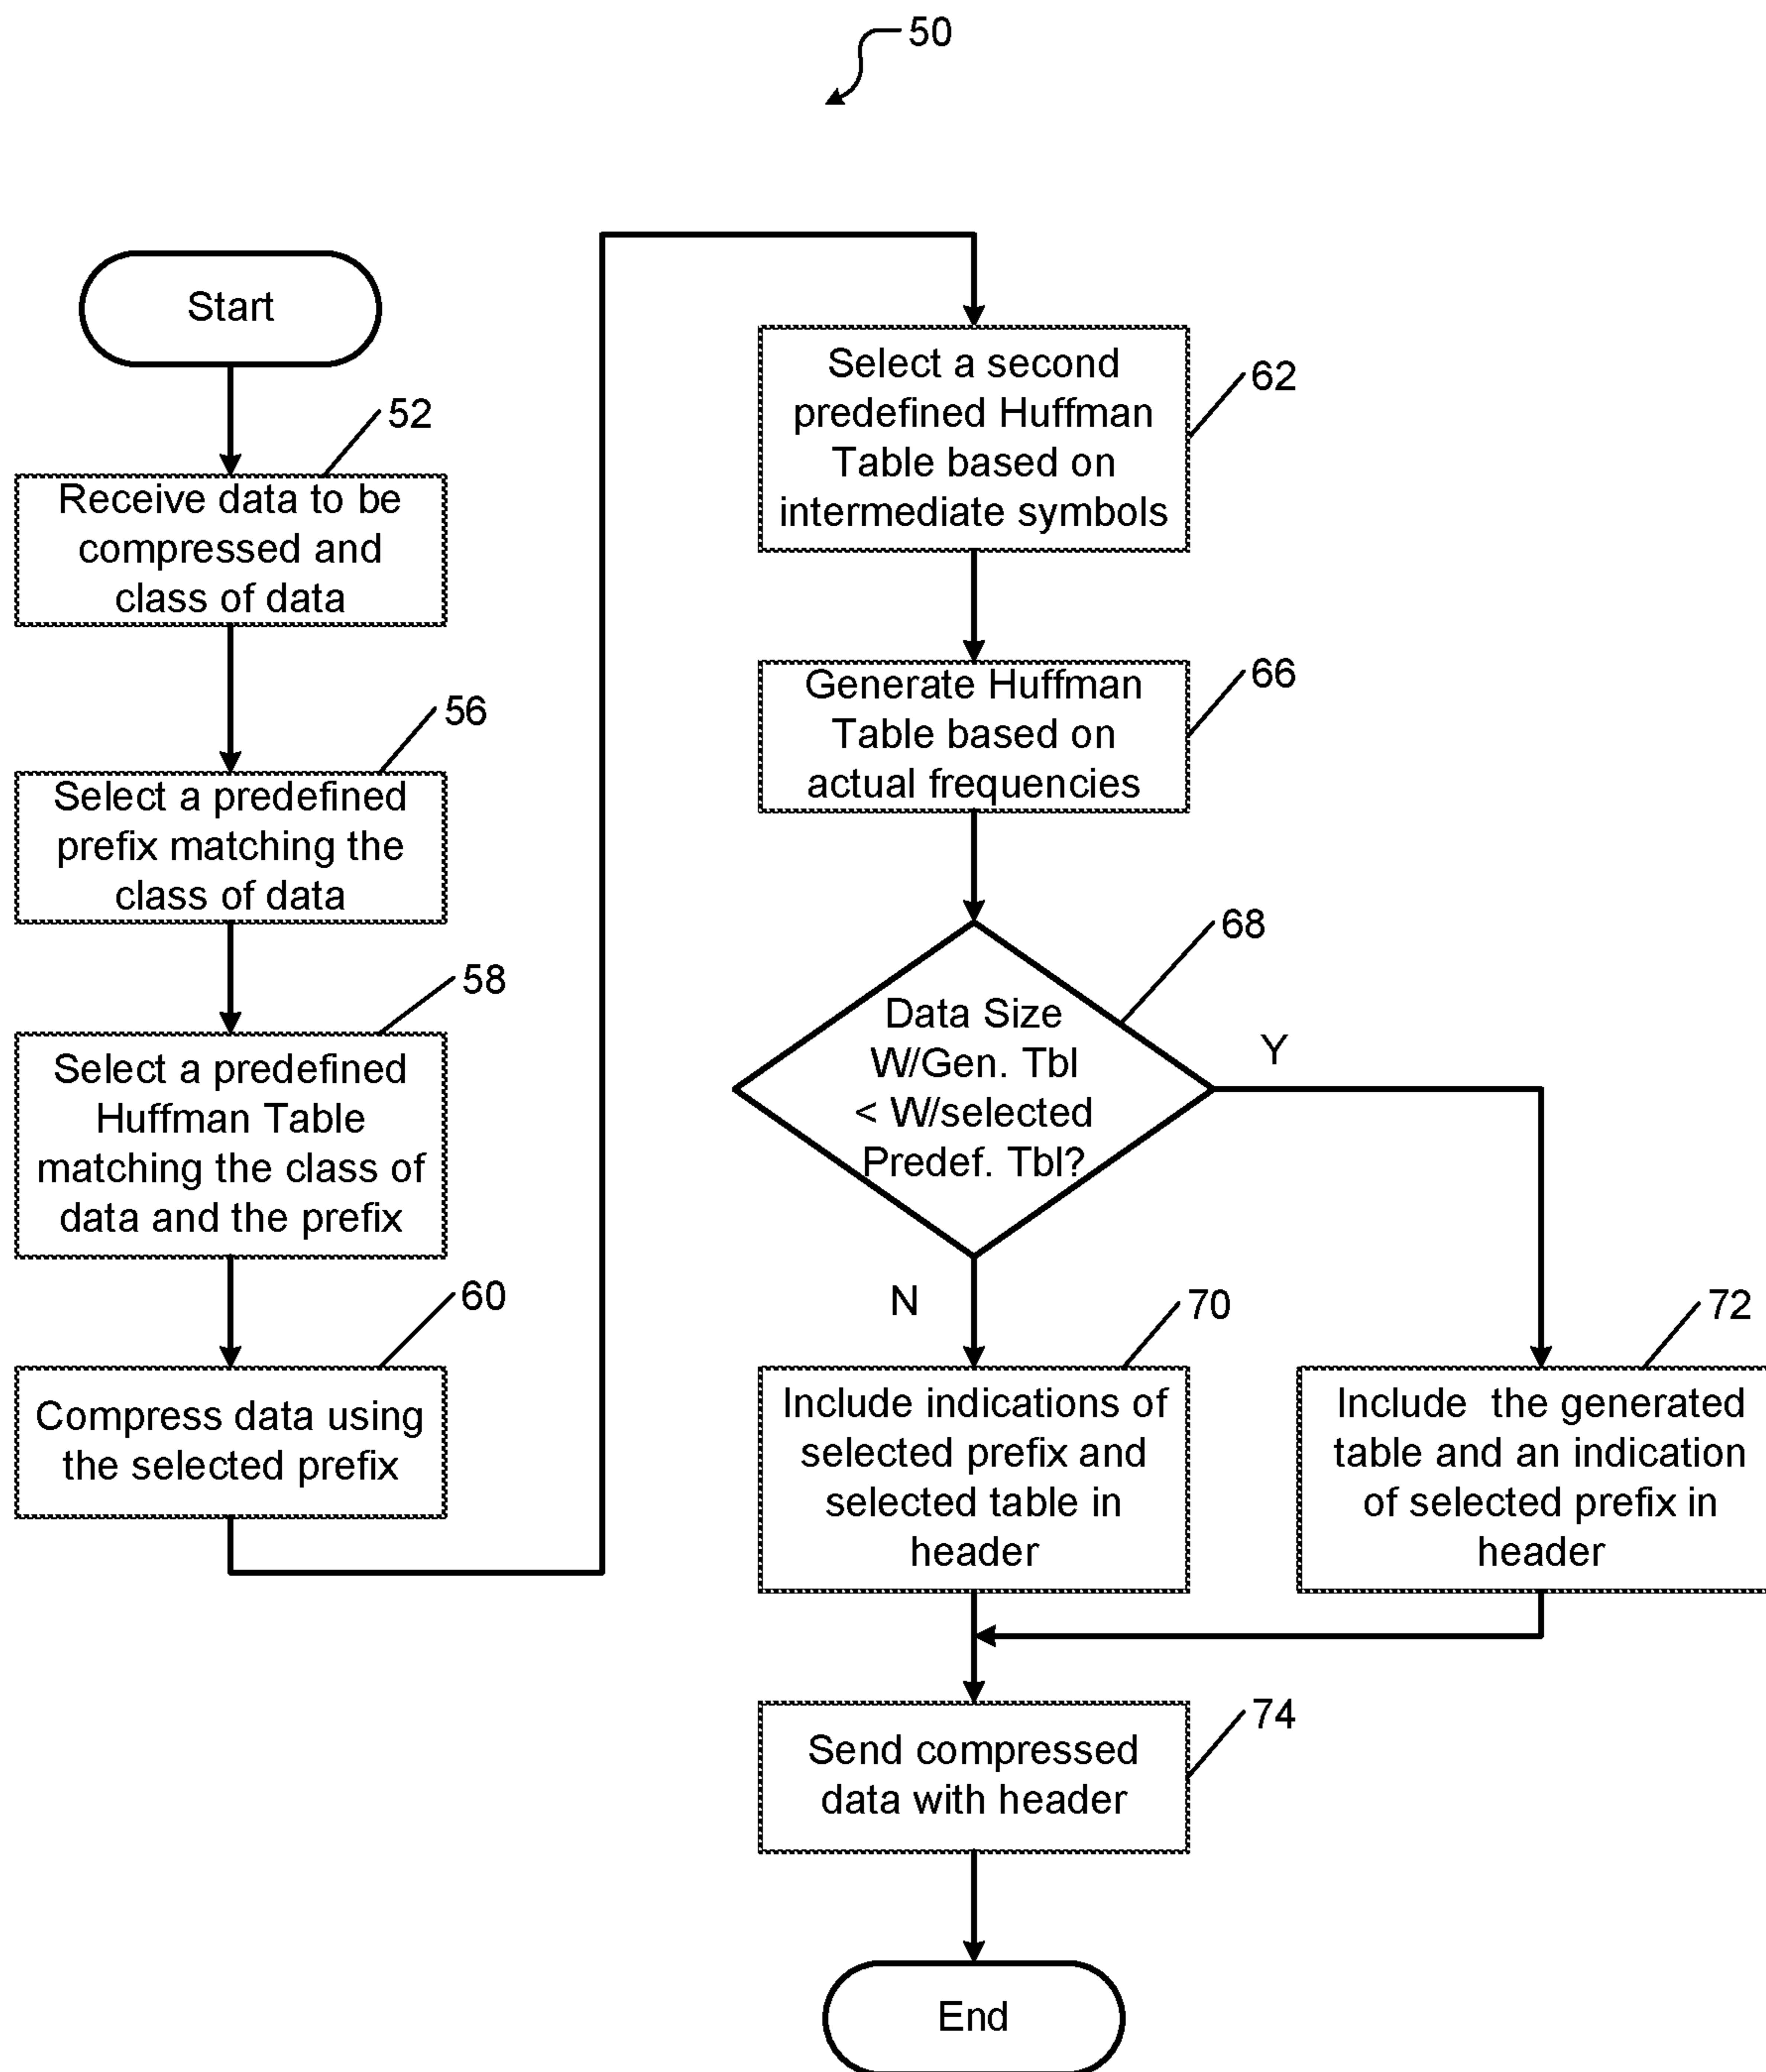 50
Start
52
Receive data to be
compressed and
class of data
56
Select a predefined
prefix matching the
class of data
58
Select a predefined
Huffman Table
matching the class of
data and the prefix
60
Compress data using
the selected prefix
Select a second
predefined Huffman
Table based on
intermediate symbols
62
Generate Huffman
Table based on
actual frequencies
66
68
Data Size
W/Gen. Tbl
< W/selected
Predef. Tbl?
Y
N
70
Include indications of
selected prefix and
selected table in
header
72
Include the generated
table and an indication
of selected prefix in
header
74
Send compressed
data with header
End